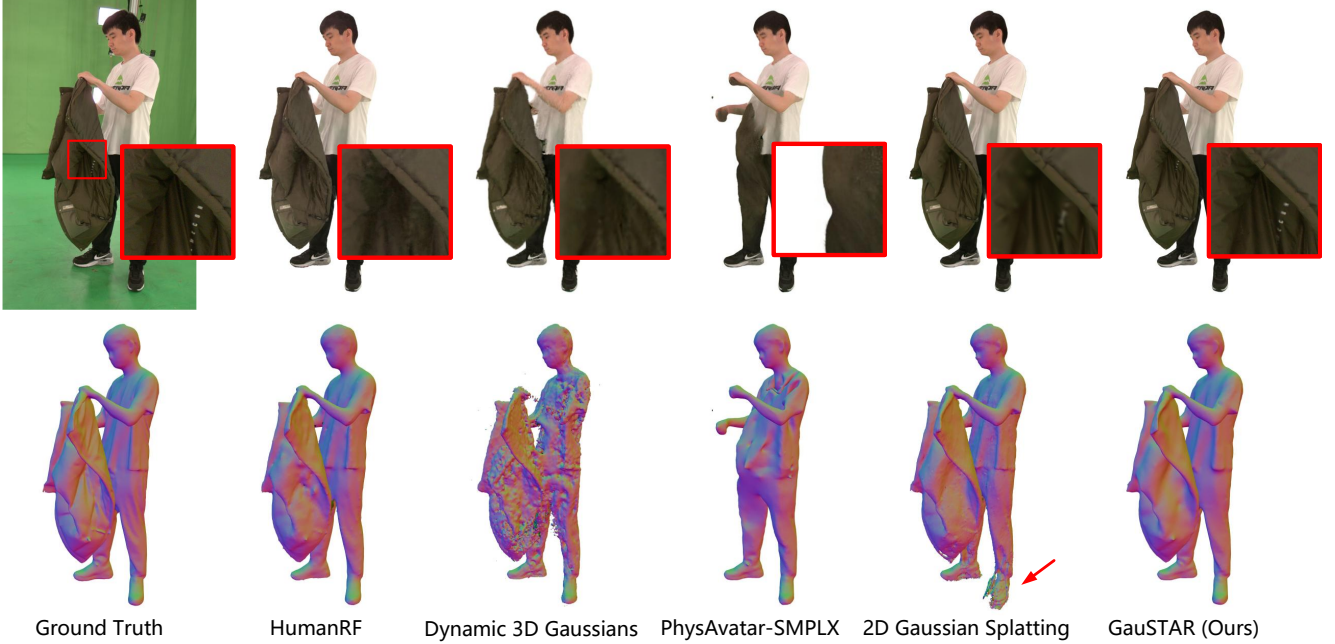 Ground Truth
HumanRF
Dynamic 3D Gaussians
PhysAvatar-SMPLX
2D Gaussian Splatting
GauSTAR (Ours)